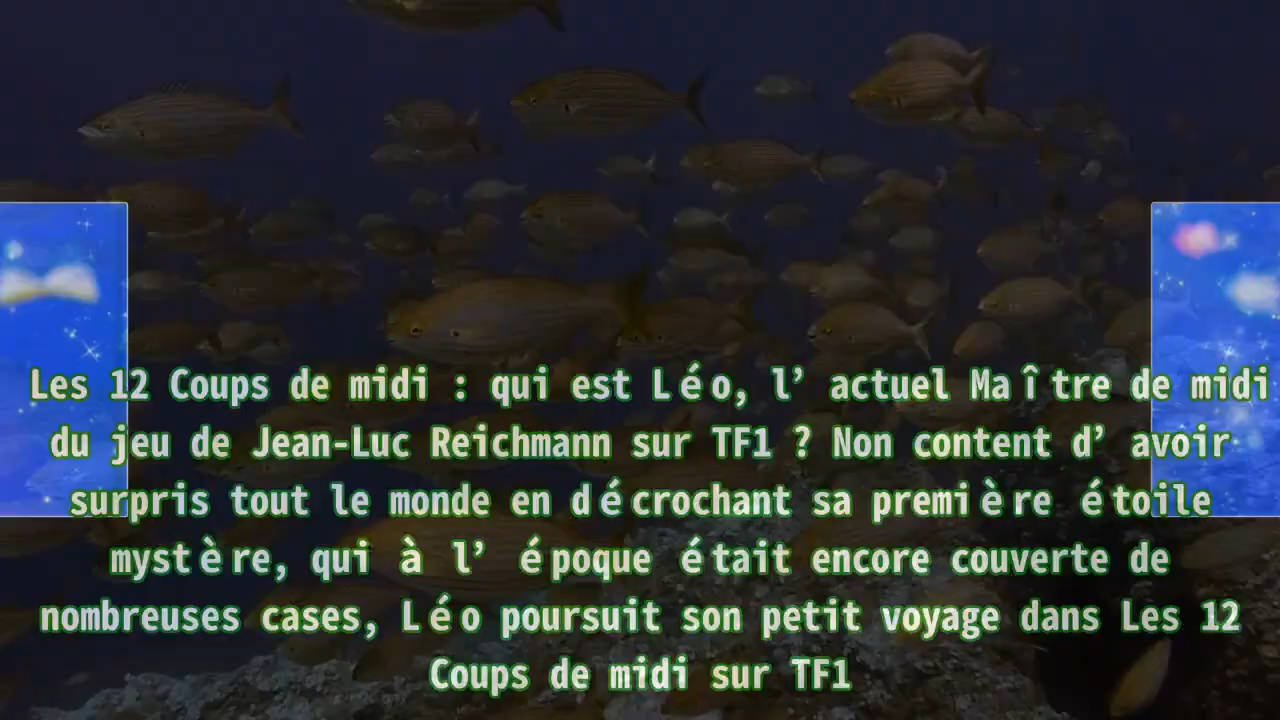 Les 12 Coups de midi : qui est Léo, l’ actuel Maître de midi
du jeu de Jean-Luc Reichmann sur TF1 ? Non content d’ avoir
surpris tout le monde en décrochant sa première étoile
mystère, qui à l’ époque était encore couverte de
nombreuses cases, Léo poursuit son petit voyage dans Les 12
Coups de midi sur TF1